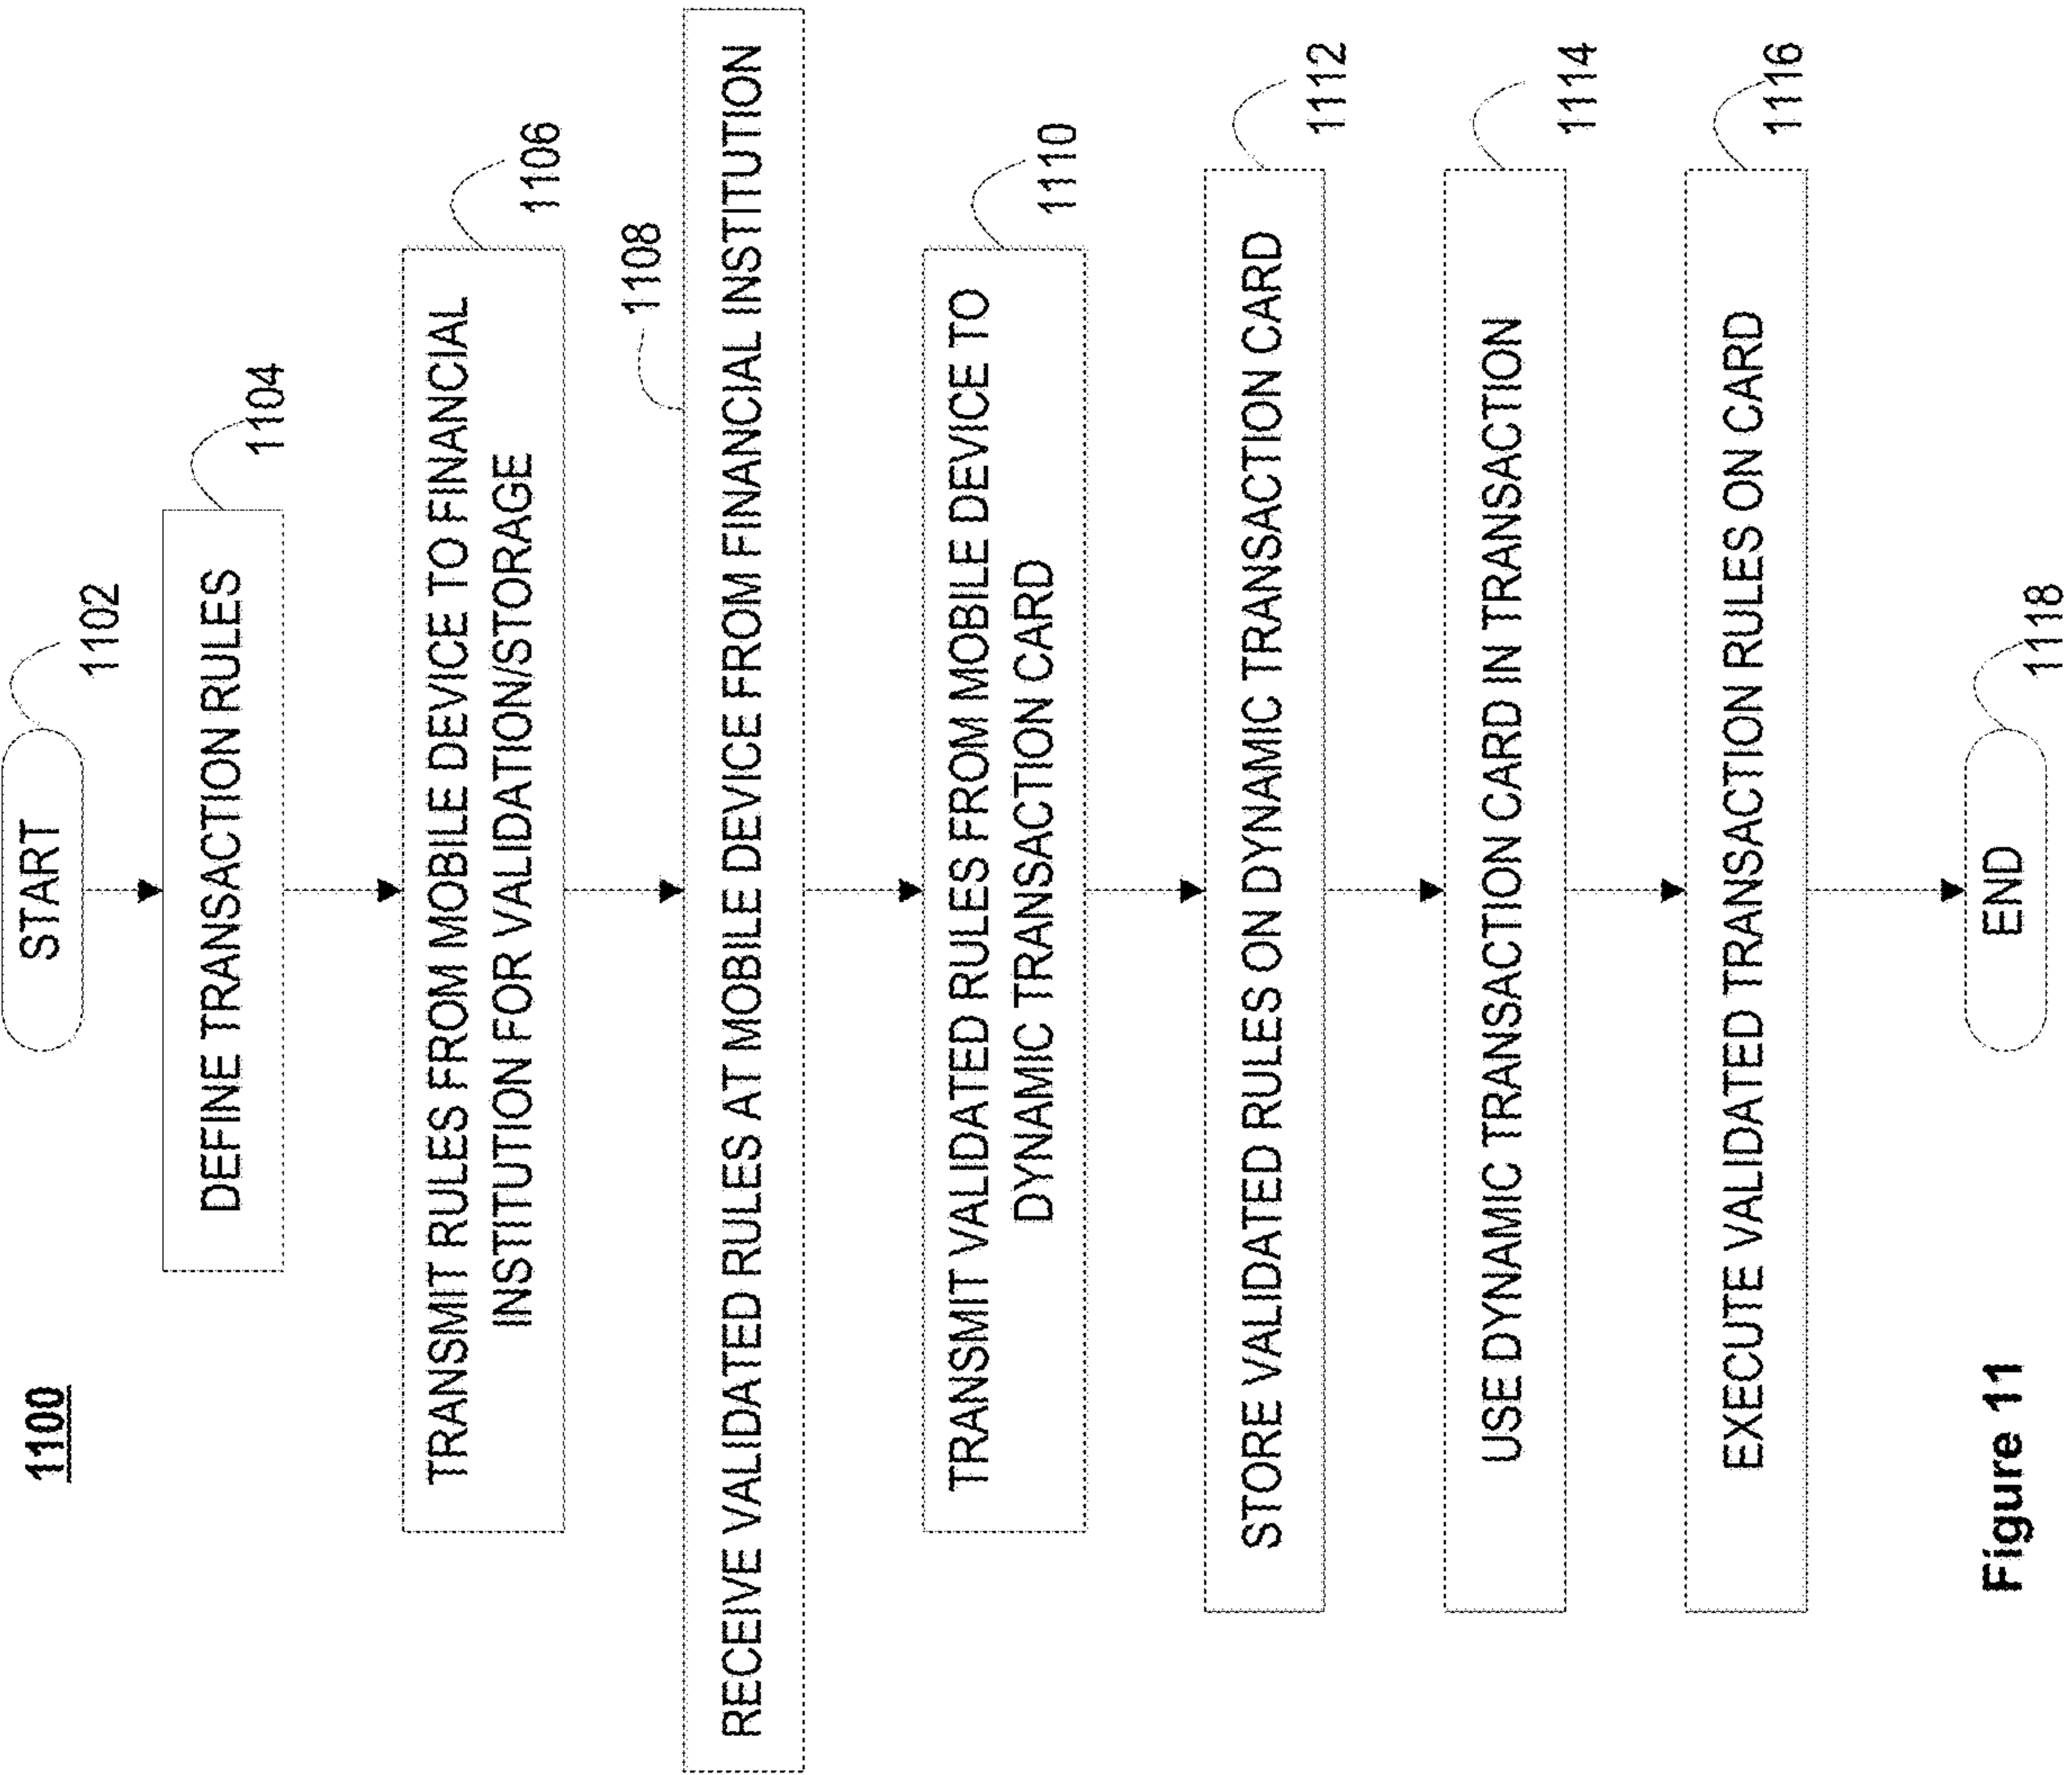 1100
START
1102
DEFINE TRANSACTION RULES
1104
TRANSMIT RULES FROM MOBILE DEVICE TO FINANCIAL
INSTITUTION FOR VALIDATION/STORAGE
1106
1108
RECEIVE VALIDATED RULES AT MOBILE DEVICE FROM FINANCIAL INSTITUTION
TRANSMIT VALIDATED RULES FROM MOBILE DEVICE TO
DYNAMIC TRANSACTION CARD
1110
STORE VALIDATED RULES ON DYNAMIC TRANSACTION CARD
1112
USE DYNAMIC TRANSACTION CARD IN TRANSACTION
1114
EXECUTE VALIDATED TRANSACTION RULES ON CARD
1116
END
1118
Figure 11